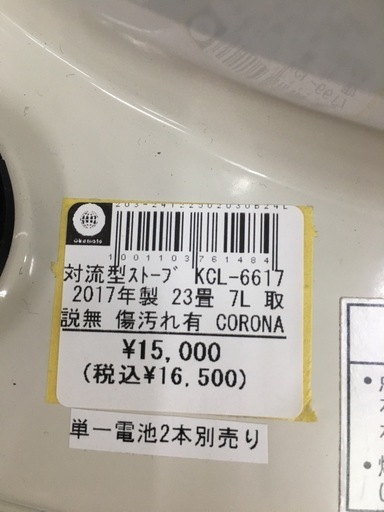 okamoto
1001103761484
対流型ｽﾄｰﾌﾞ KCL-6617
2017年製 23畳 7L 取
説無 傷汚れ有 CORONA
¥15,000
(税込¥16,500)
単一電池2本別売り